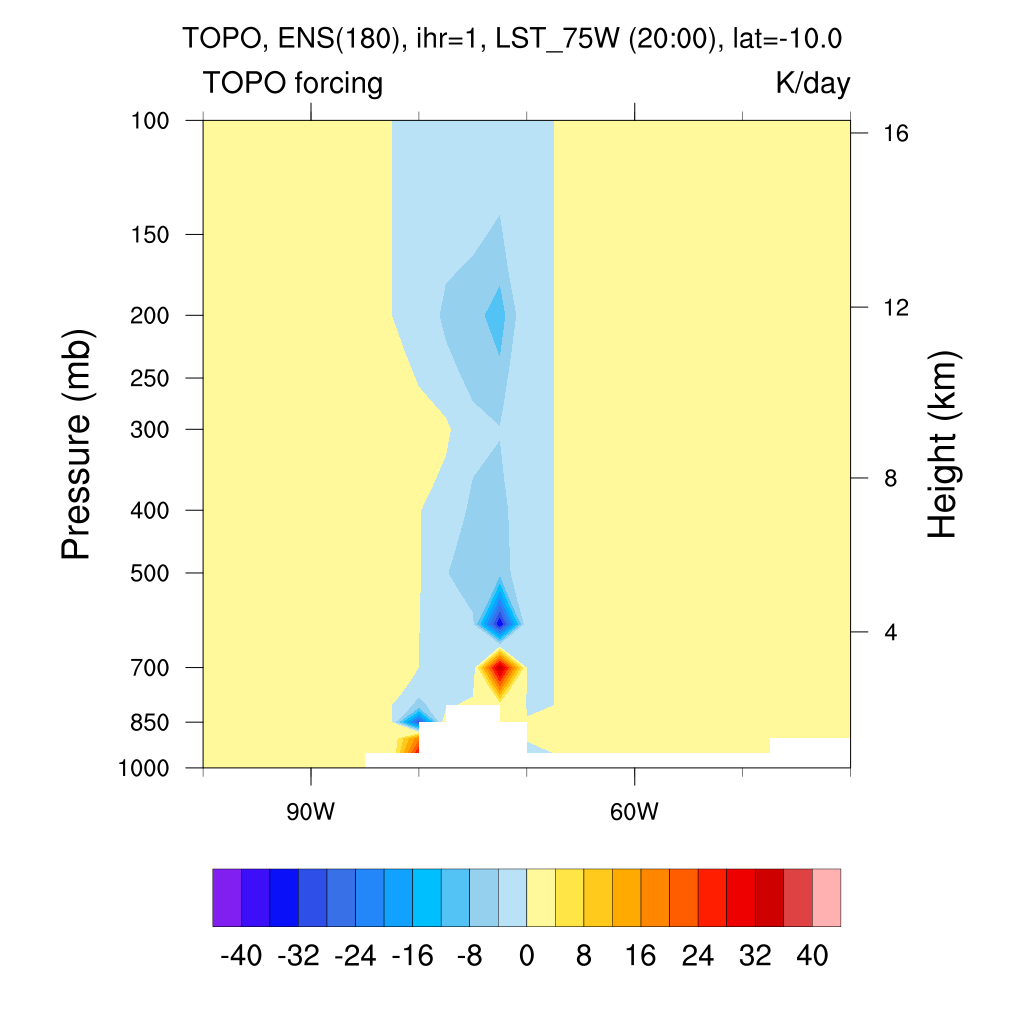 TOPO, ENS(180), ihr=1, LST_75W (20:00), lat=-10.0
TOPO forcing K/day
100
150
200
250
300
400
500
700
850
1000
Pressure (mb)
16
12
8
4
Height (km)
90W 60W
-40 -32 -24 -16 -8 0 8 16 24 32 40